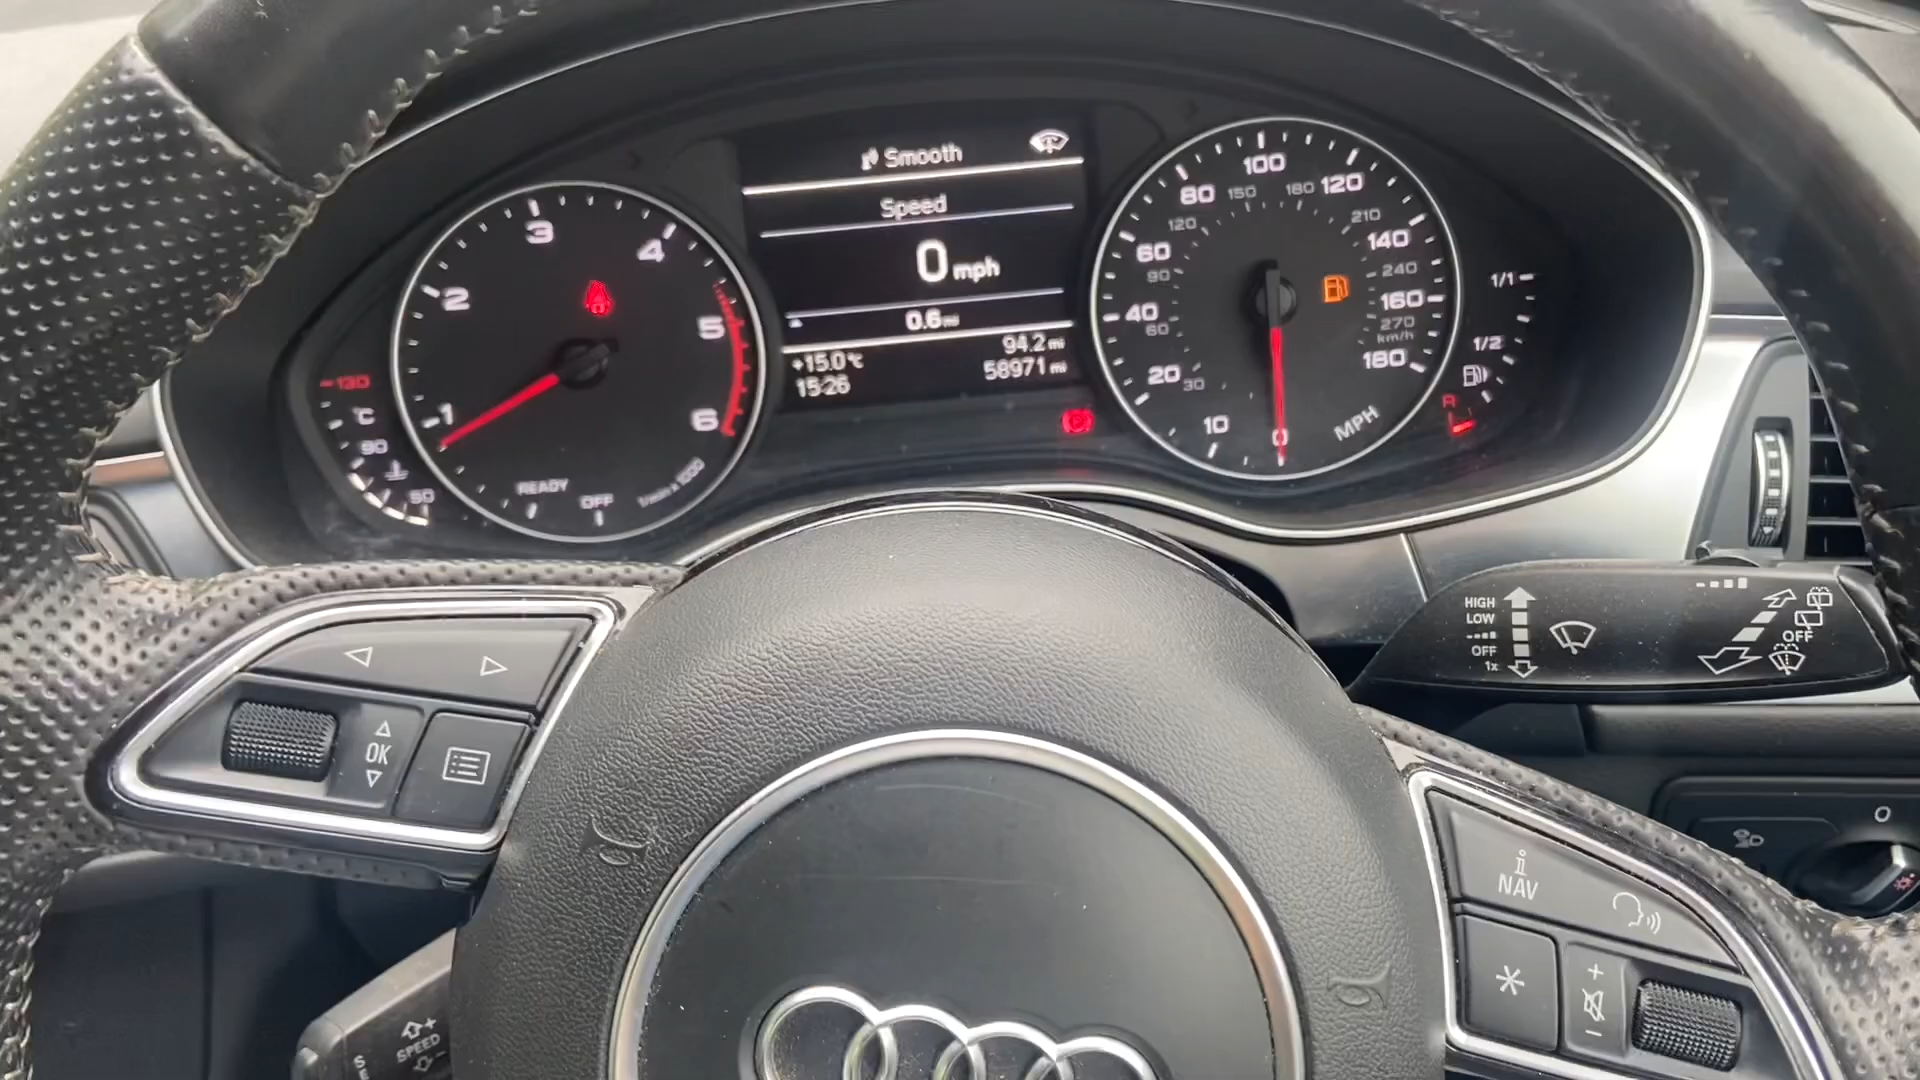 Smooth
Speed
0 mph
0.6 mi
94.2 mi
+15.0°C
58971 mi
15:26
1
2
3
4
5
6
READY
OFF
1/min x 1000
130
°C
90
50
0
10
20
40
60
80
100
120
140
160
180
MPH
30
60
90
120
150
180
210
240
270
km/h
1/1
1/2
R
HIGH
LOW
OFF
1x
OFF
OK
NAV
*
+
−
0
SPEED
+
−